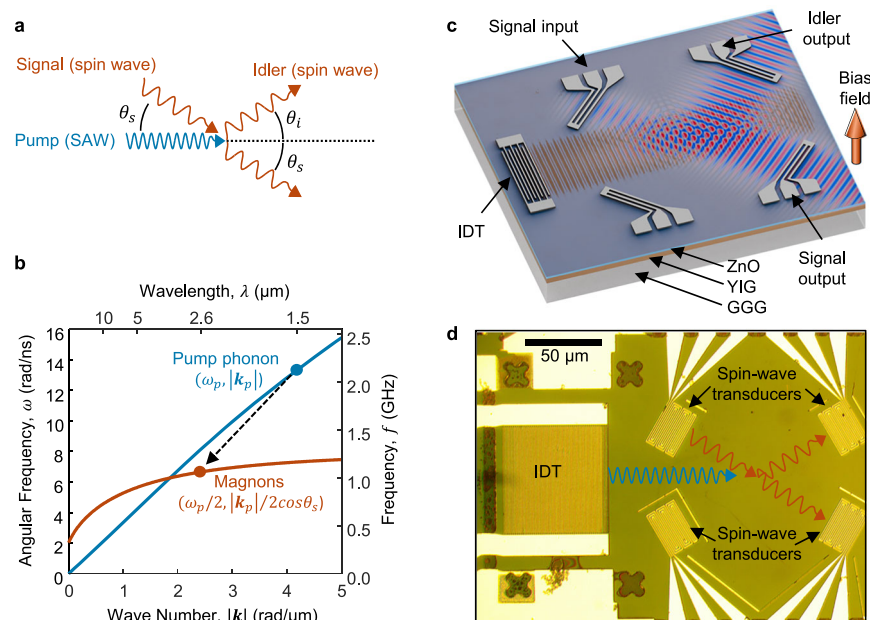 a
Signal (spin wave)
Idler (spin wave)
θs
θi
Pump (SAW)
θs
b
Wavelength, λ (μm)
10 5 2.6 1.5
16
14
12
10
8
6
4
2
0
Angular Frequency, ω (rad/ns)
Pump phonon
(ωp, |kp|)
Magnons
(ωp/2, |kp|/2cosθs)
2.5
2.0
1.5
1.0
0.5
0.0
Frequency, f (GHz)
0 1 2 3 4 5
Wave Number, |k| (rad/um)
c
Signal input
Idler
output
Bias
field
IDT
Signal
output
ZnO
YIG
GGG
d
50 μm
Spin-wave
transducers
IDT
Spin-wave
transducers